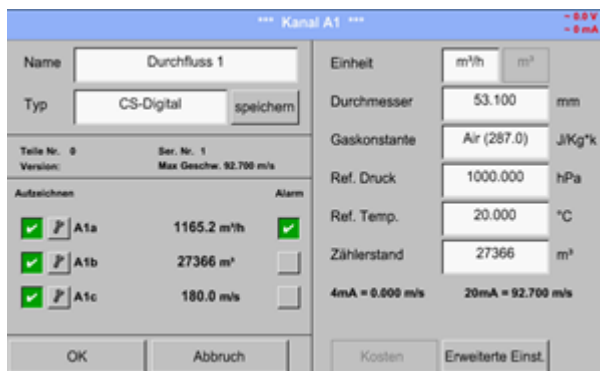 *** Kanal A1 ***
~ 0.0 V
~ 0 mA
Name Durchfluss 1
Typ CS-Digital speichern
Teile Nr. 0 Ser. Nr. 1
Version: Max Geschw. 92.700 m/s
Aufzeichnen Alarm
A1a 1165.2 m³/h
A1b 27366 m³
A1c 180.0 m/s
OK Abbruch
Einheit m³/h m³
Durchmesser 53.100 mm
Gaskonstante Air (287.0) J/Kg*k
Ref. Druck 1000.000 hPa
Ref. Temp. 20.000 °C
Zählerstand 27366 m³
4mA = 0.000 m/s 20mA = 92.700 m/s
Kosten Erweiterte Einst.